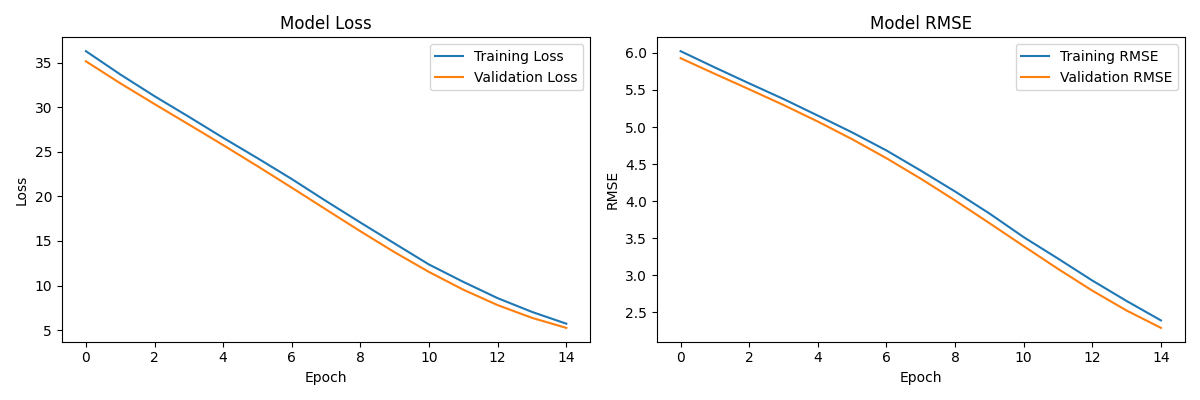 Model Loss
Training Loss
Validation Loss
35
30
25
20
15
10
5
Loss
0 2 4 6 8 10 12 14
Epoch
Model RMSE
Training RMSE
Validation RMSE
6.0
5.5
5.0
4.5
4.0
3.5
3.0
2.5
RMSE
0 2 4 6 8 10 12 14
Epoch